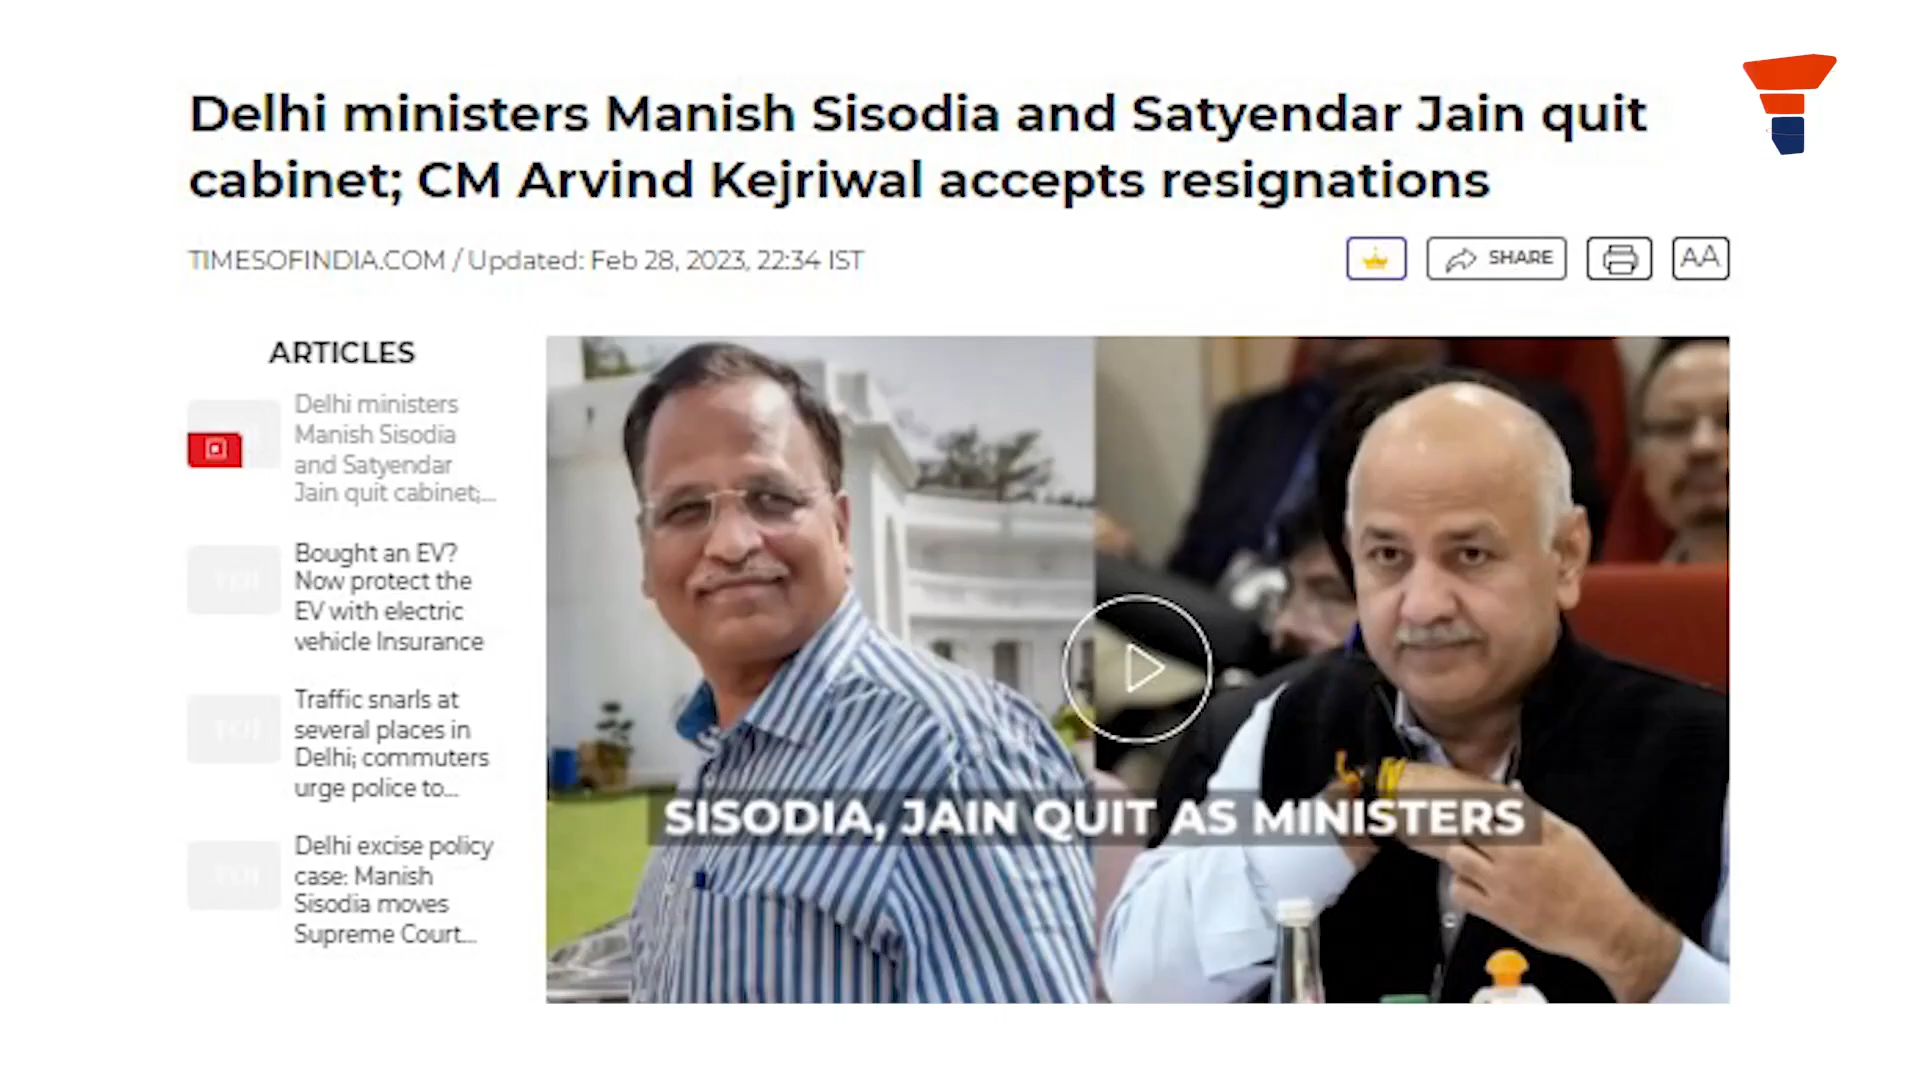 Delhi ministers Manish Sisodia and Satyendar Jain quit
cabinet; CM Arvind Kejriwal accepts resignations
TIMESOFINDIA.COM / Updated: Feb 28, 2023, 22:34 IST
SHARE
AA
ARTICLES
Delhi ministers
Manish Sisodia
and Satyendar
Jain quit cabinet;...
Bought an EV?
Now protect the
EV with electric
vehicle Insurance
Traffic snarls at
several places in
Delhi; commuters
urge police to...
Delhi excise policy
case: Manish
Sisodia moves
Supreme Court...
SISODIA, JAIN QUIT AS MINISTERS